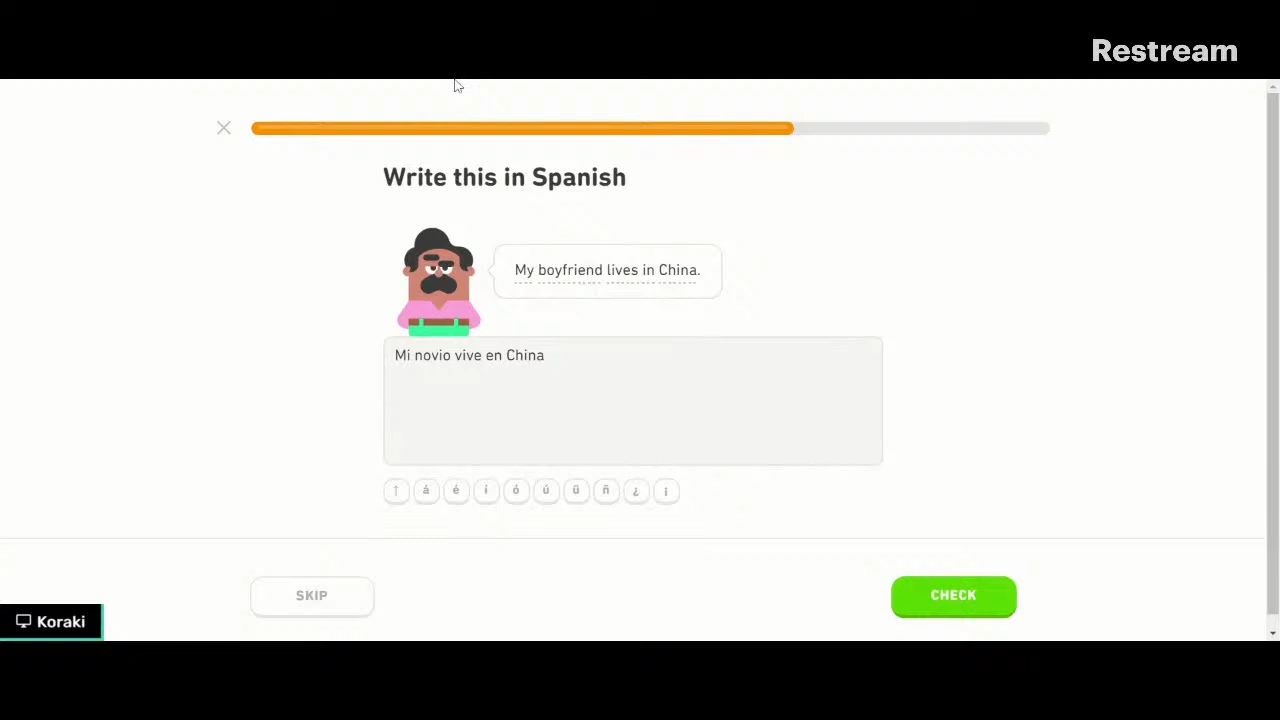 Restream
Write this in Spanish
My boyfriend lives in China.
Mi novio vive en China
↑ á é í ó ú ü ñ ¿ ¡
SKIP
CHECK
Koraki